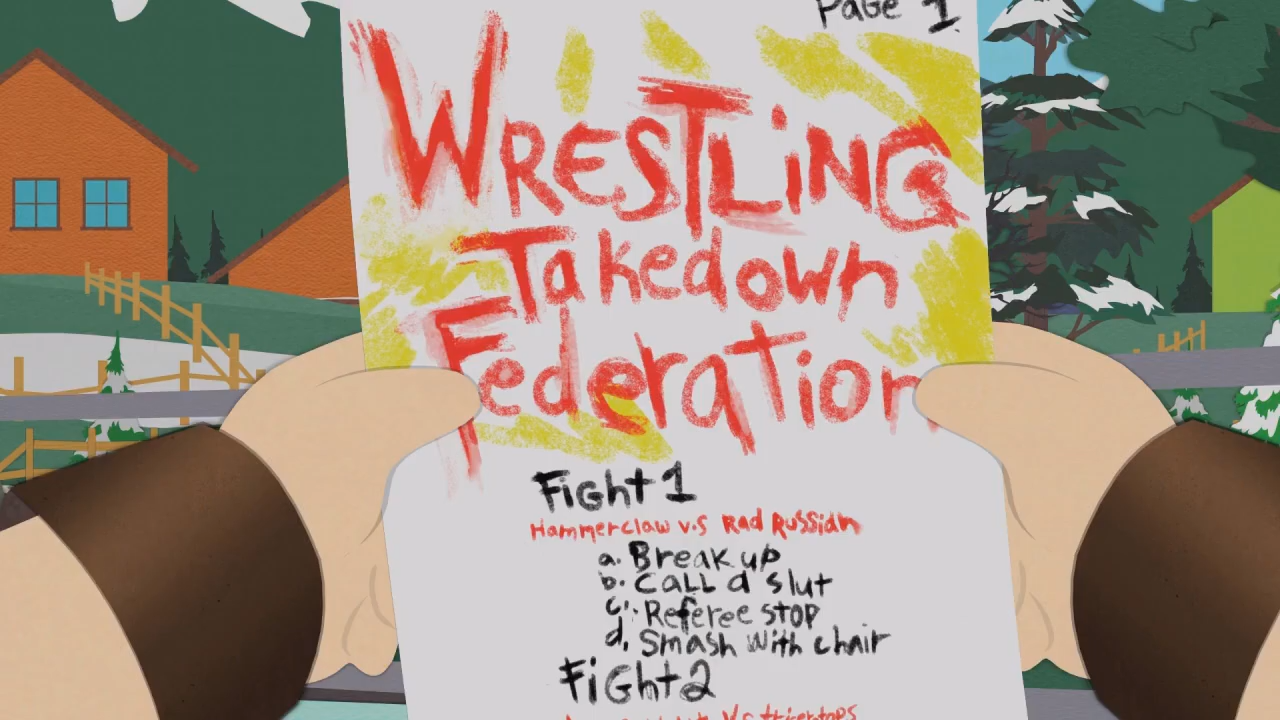 Page 1
WRESTLING
Takedown
Federation
Fight 1
Hammerclaw v.s Rad Russian
a. Break up
b. CALL a slut
c. Referee stop
d. Smash with chair
FiGht 2
v.s